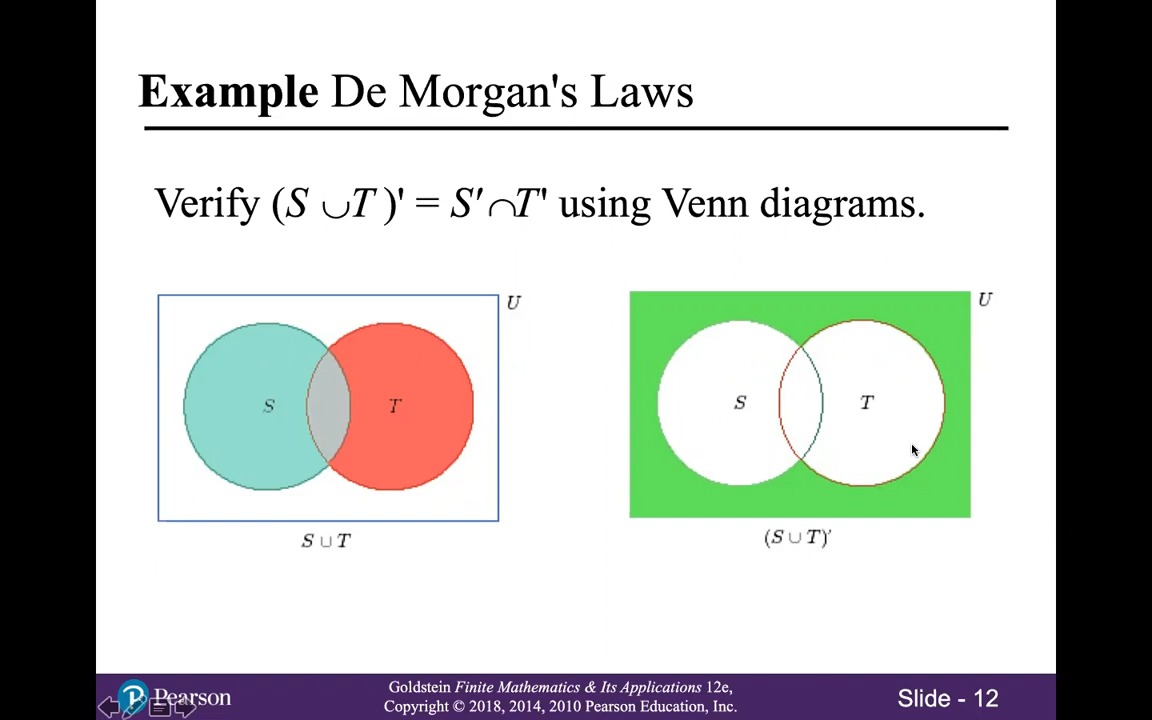 Example De Morgan's Laws
Verify (S ∪T )' = S′∩T' using Venn diagrams.
U
S
T
S ∪ T
U
S
T
(S ∪ T)′
Pearson
Goldstein Finite Mathematics & Its Applications 12e,
Copyright © 2018, 2014, 2010 Pearson Education, Inc.
Slide - 12